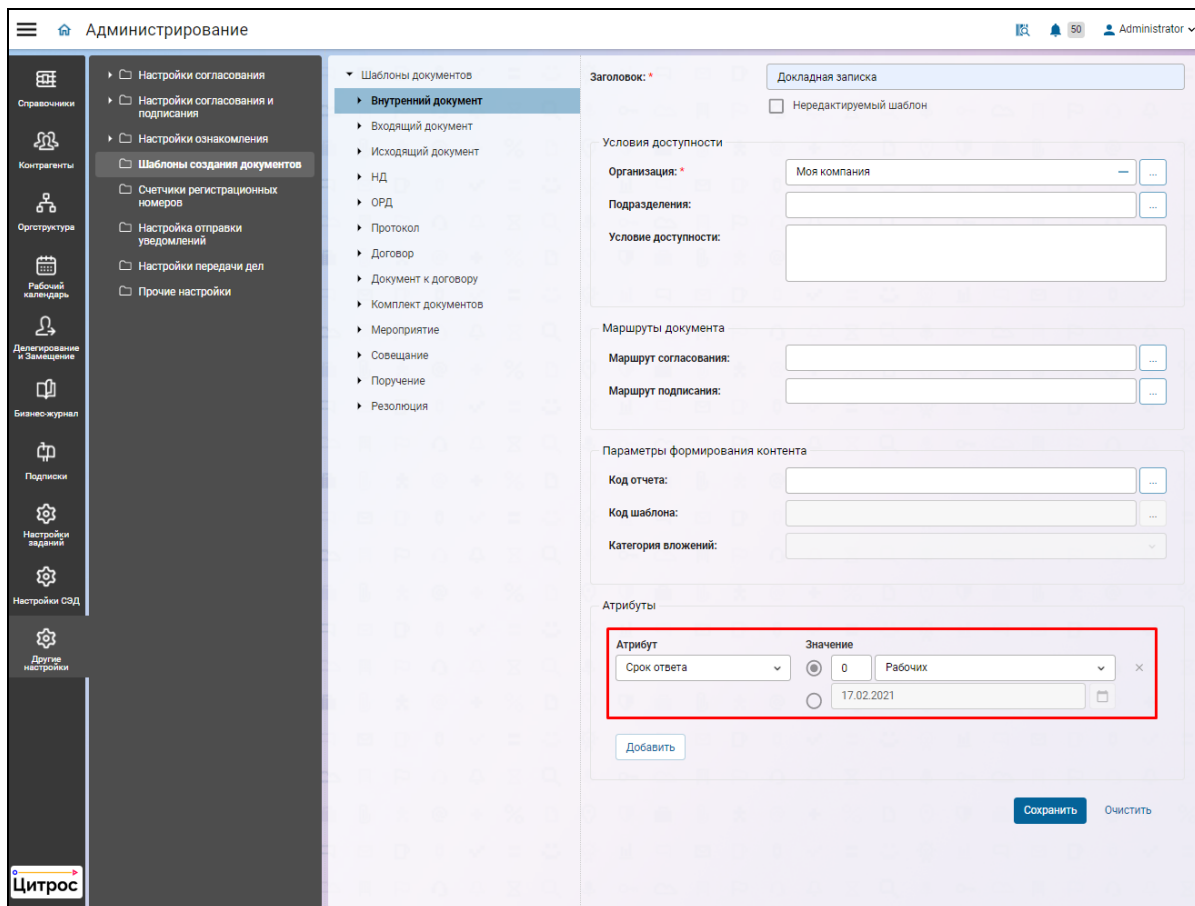 Администрирование
50
Administrator
Справочники
Контрагенты
Оргструктура
Рабочий
календарь
Делегирование
и Замещение
Бизнес-журнал
Подписки
Настройки
заданий
Настройки СЭД
Другие
настройки
Цитрос
Настройки согласования
Настройки согласования и
подписания
Настройки ознакомления
Шаблоны создания документов
Счетчики регистрационных
номеров
Настройка отправки
уведомлений
Настройки передачи дел
Прочие настройки
Шаблоны документов
Внутренний документ
Входящий документ
Исходящий документ
НД
ОРД
Протокол
Договор
Документ к договору
Комплект документов
Мероприятие
Совещание
Поручение
Резолюция
Заголовок: * Докладная записка
Нередактируемый шаблон
Условия доступности
Организация: * Моя компания ...
Подразделения: ...
Условие доступности:
Маршруты документа
Маршрут согласования: ...
Маршрут подписания: ...
Параметры формирования контента
Код отчета: ...
Код шаблона: ...
Категория вложений:
Атрибуты
Атрибут Значение
Срок ответа 0 Рабочих
17.02.2021
Добавить
Сохранить Очистить